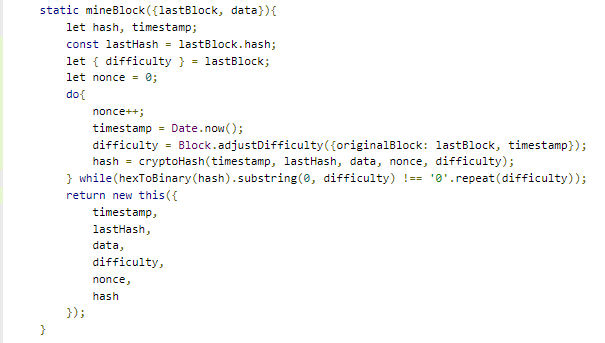 static mineBlock({lastBlock, data}){
let hash, timestamp;
const lastHash = lastBlock.hash;
let { difficulty } = lastBlock;
let nonce = 0;
do{
nonce++;
timestamp = Date.now();
difficulty = Block.adjustDifficulty({originalBlock: lastBlock, timestamp});
hash = cryptoHash(timestamp, lastHash, data, nonce, difficulty);
} while(hexToBinary(hash).substring(0, difficulty) !== '0'.repeat(difficulty));
return new this({
timestamp,
lastHash,
data,
difficulty,
nonce,
hash
});
}